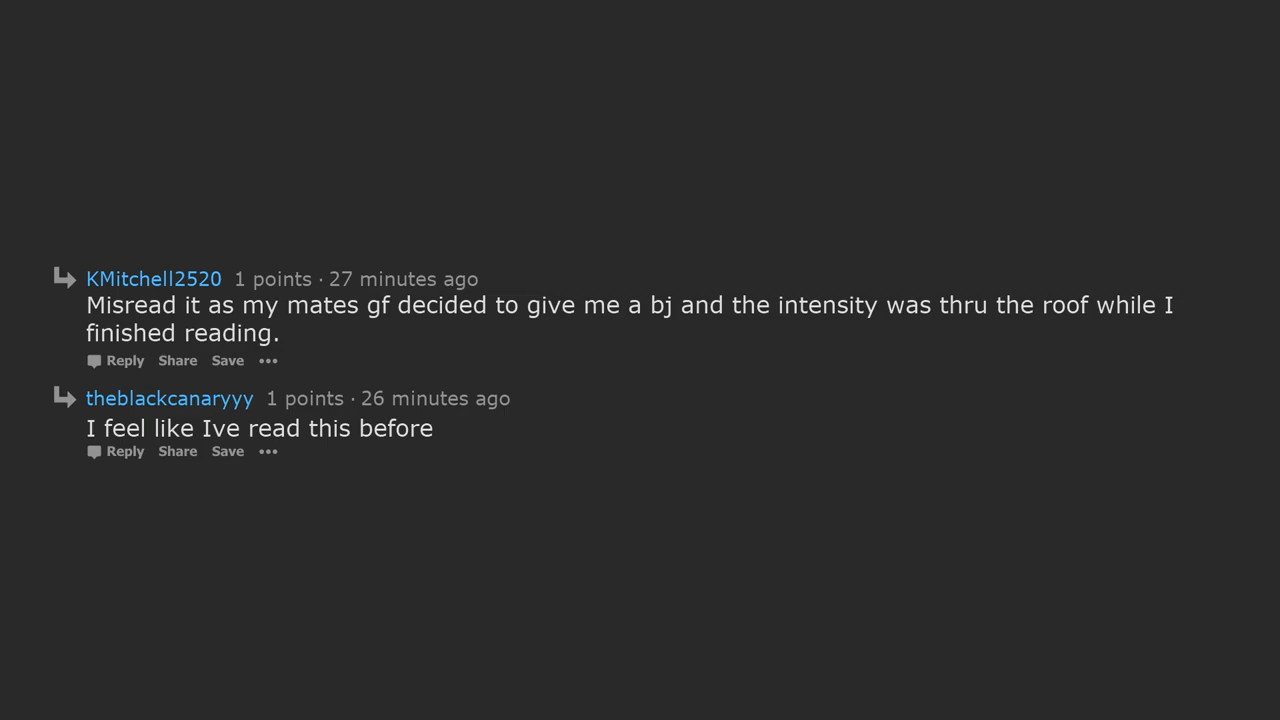 KMitchell2520 1 points · 27 minutes ago
Misread it as my mates gf decided to give me a bj and the intensity was thru the roof while I
finished reading.
Reply Share Save •••
theblackcanaryyy 1 points · 26 minutes ago
I feel like Ive read this before
Reply Share Save •••